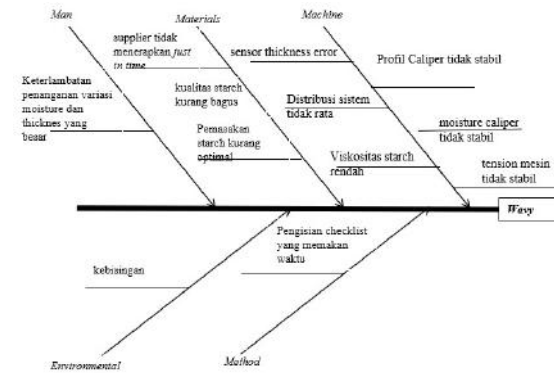 Man
Materials
Machine
supplier tidak
menerapkan just
in time
sensor thickness error
Profil Caliper tidak stabil
Keterlambatan
penanganan variasi
moisture dan
thicknes yang
besar
kualitas starch
kurang bagus
Distribusi sistem
tidak rata
moisture caliper
tidak stabil
Pemasakan
starch kurang
optimal
Viskositas starch
rendah
tension mesin
tidak stabil
Wavy
Pengisian checklist
yang memakan
waktu
kebisingan
Environmental
Mathod